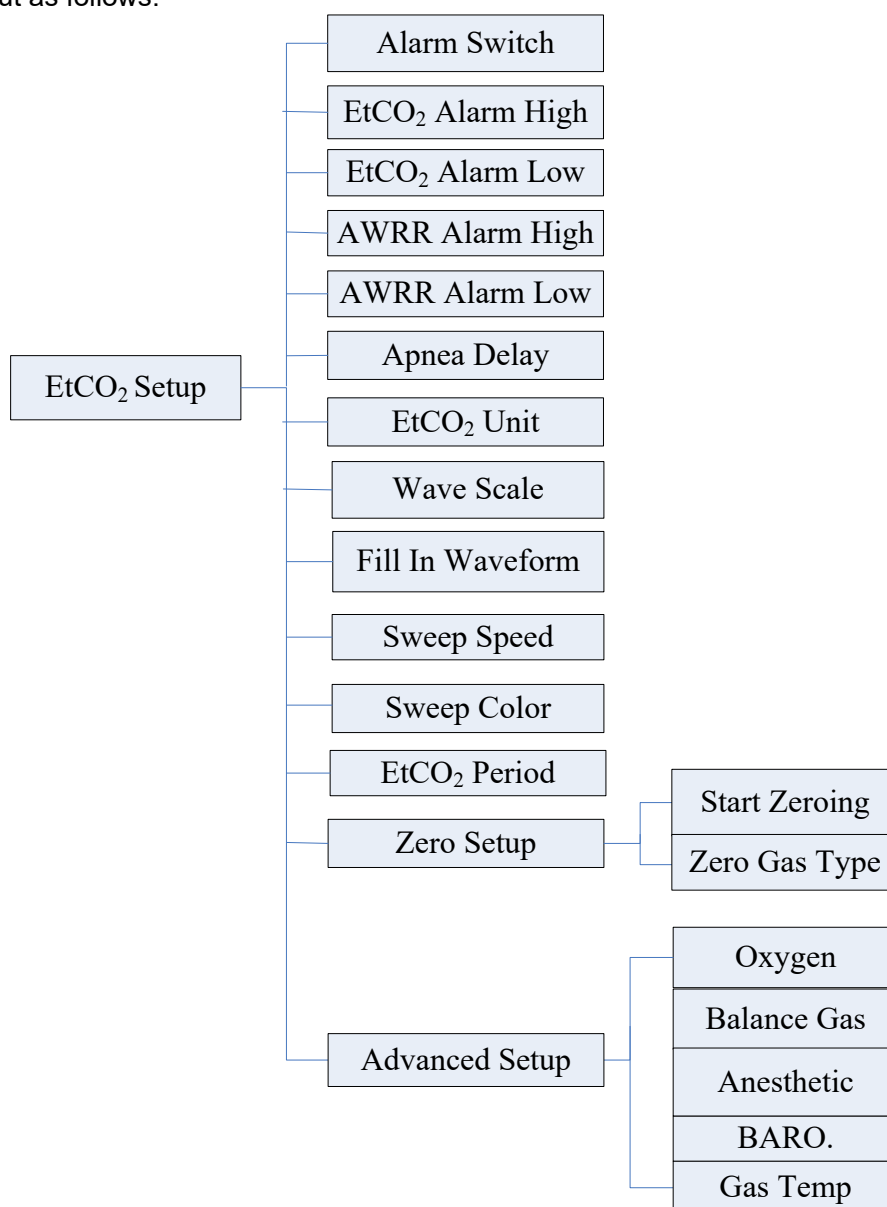 ut as follows:
Alarm Switch
EtCO₂ Alarm High
EtCO₂ Alarm Low
AWRR Alarm High
AWRR Alarm Low
Apnea Delay
EtCO₂ Setup
EtCO₂ Unit
Wave Scale
Fill In Waveform
Sweep Speed
Sweep Color
EtCO₂ Period
Zero Setup
Start Zeroing
Zero Gas Type
Advanced Setup
Oxygen
Balance Gas
Anesthetic
BARO.
Gas Temp